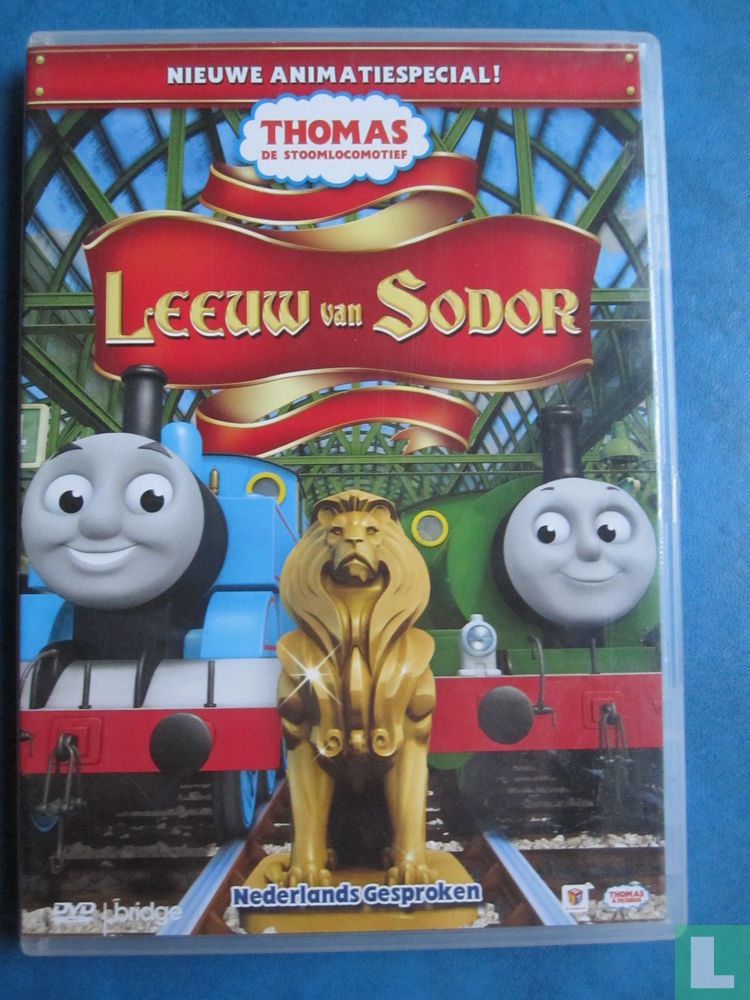 NIEUWE ANIMATIESPECIAL!
THOMAS
DE STOOMLOCOMOTIEF
LEEUW van SODOR
Nederlands Gesproken
DVD bridge
THOMAS
& FRIENDS
L